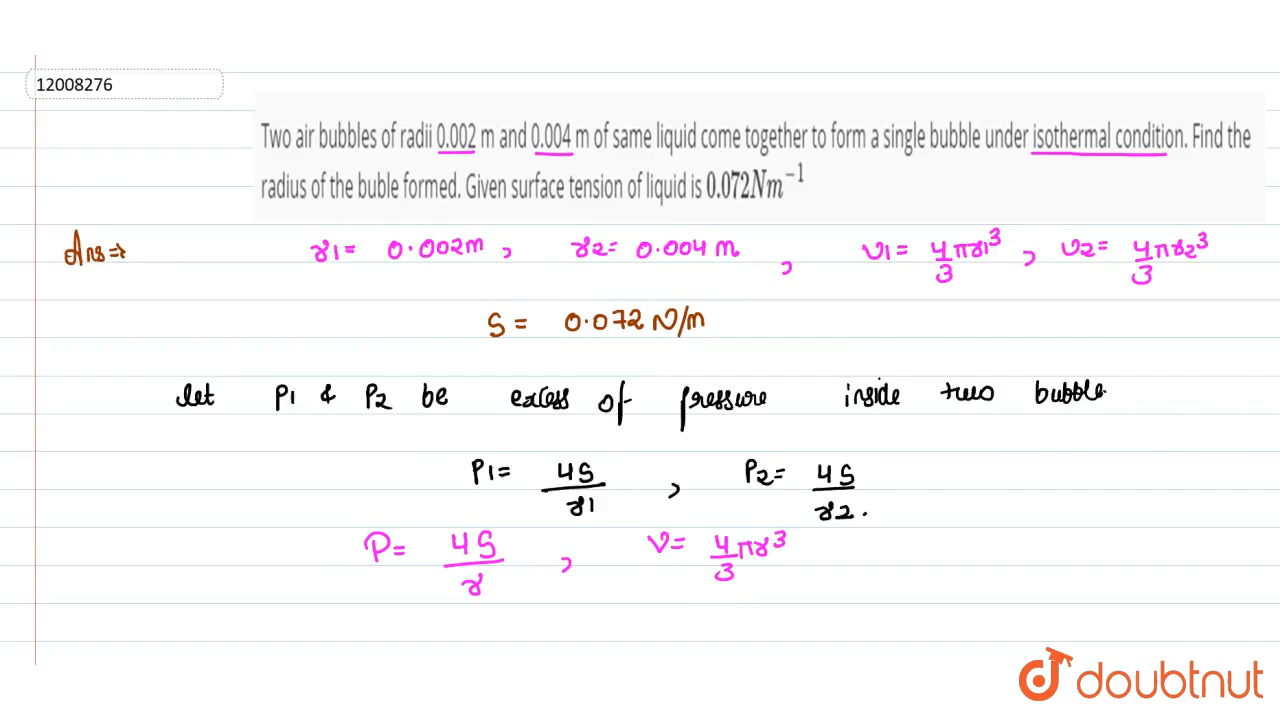 12008276
Two air bubbles of radii 0.002 m and 0.004 m of same liquid come together to form a single bubble under isothermal condition. Find the
radius of the buble formed. Given surface tension of liquid is 0.072Nm⁻¹
Ans⇒ r1 = 0.002m, r2 = 0.004 m, V1 = 4/3 πr1³, V2 = 4/3 πr2³
S = 0.072 N/m
let P1 & P2 be excess of pressure inside two bubble.
P1 = 4S/r1, P2 = 4S/r2.
P = 4S/r, V = 4/3 πr³
doubtnut